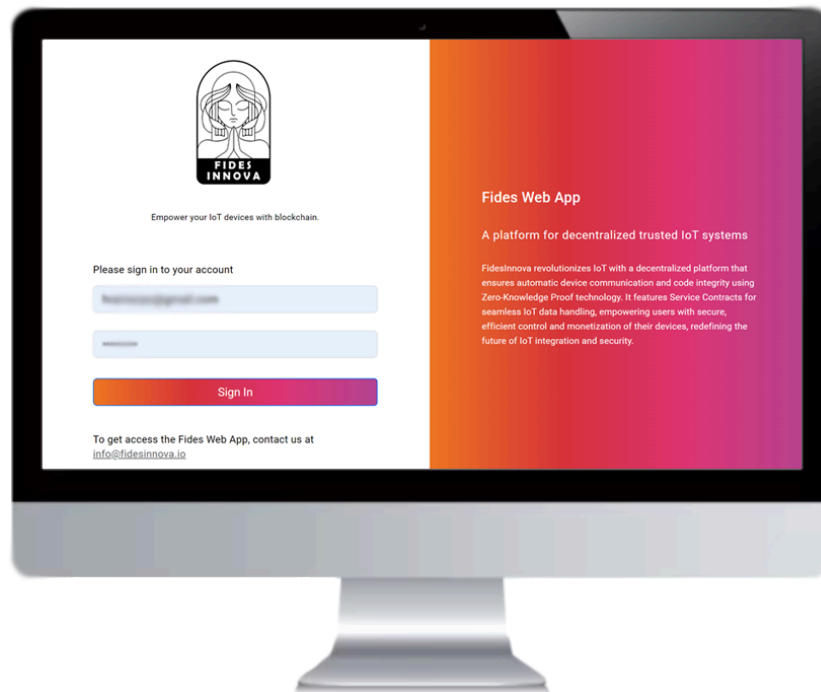 FIDES
INNOVA
Empower your IoT devices with blockchain.
Please sign in to your account
Sign In
To get access the Fides Web App, contact us at
info@fidesinnova.io
Fides Web App
A platform for decentralized trusted IoT systems
FidesInnova revolutionizes IoT with a decentralized platform that
ensures automatic device communication and code integrity using
Zero-Knowledge Proof technology. It features Service Contracts for
seamless IoT data handling, empowering users with secure,
efficient control and monetization of their devices, redefining the
future of IoT integration and security.